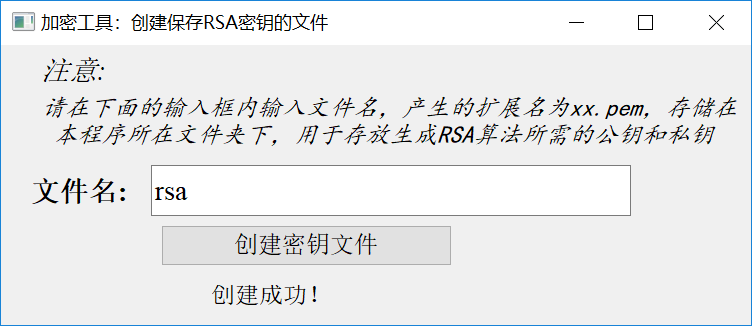 加密工具：创建保存RSA密钥的文件
注意:
请在下面的输入框内输入文件名，产生的扩展名为xx.pem，存储在
本程序所在文件夹下，用于存放生成RSA算法所需的公钥和私钥
文件名：
rsa
创建密钥文件
创建成功！